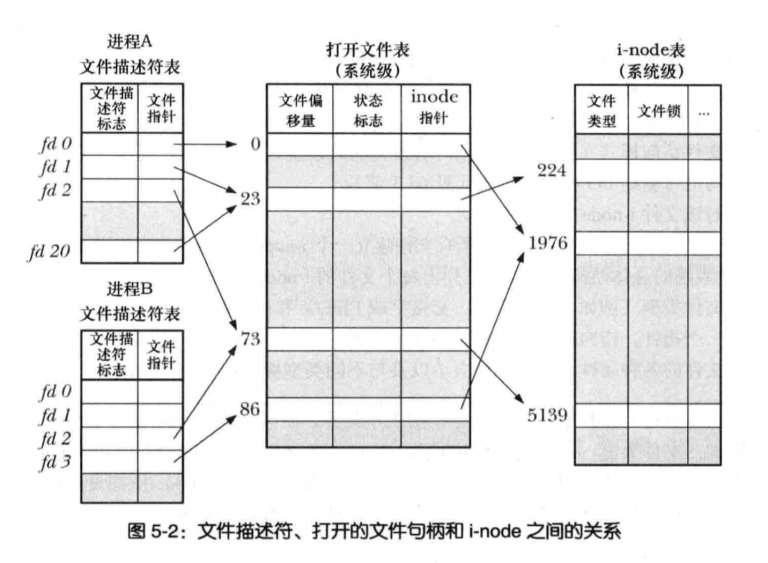 进程A
文件描述符表
文件描
述符
标志
文件
指针
fd 0
fd 1
fd 2
fd 20
进程B
文件描述符表
文件描
述符
标志
文件
指针
fd 0
fd 1
fd 2
fd 3
打开文件表
(系统级)
文件偏
移量
状态
标志
inode
指针
0
23
73
86
i-node表
(系统级)
文件
类型
文件锁
...
224
1976
5139
图 5-2：文件描述符、打开的文件句柄和 i-node 之间的关系